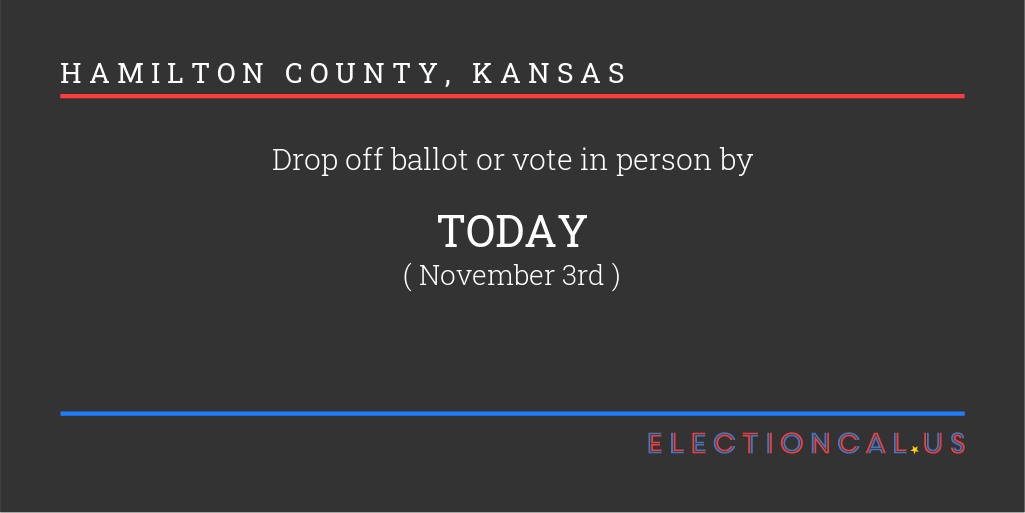 HAMILTON COUNTY, KANSAS
Drop off ballot or vote in person by
TODAY
( November 3rd )
ELECTIONCAL.US